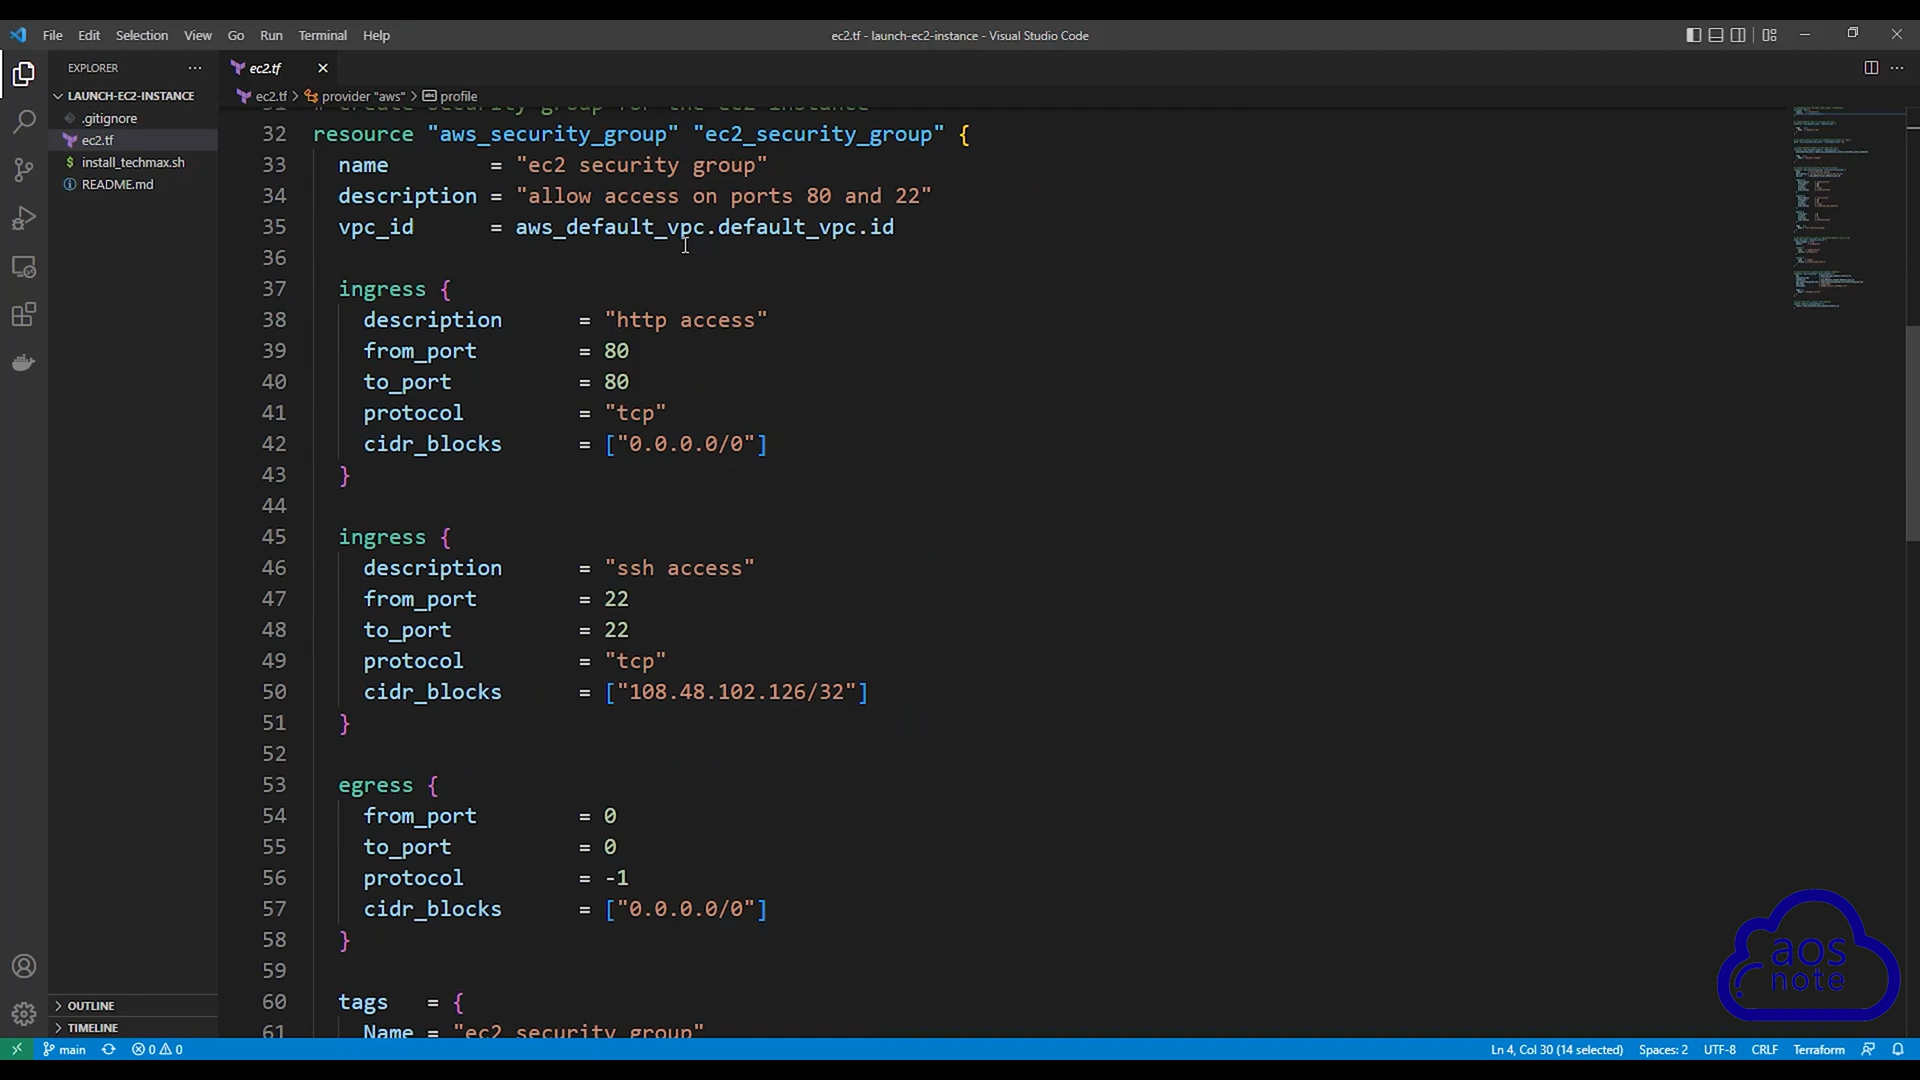 File Edit Selection View Go Run Terminal Help
ec2.tf - launch-ec2-instance - Visual Studio Code
EXPLORER
LAUNCH-EC2-INSTANCE
.gitignore
ec2.tf
install_techmax.sh
README.md
OUTLINE
TIMELINE
ec2.tf
ec2.tf > provider "aws" > profile
31 # create security group for the ec2 instance
32 resource "aws_security_group" "ec2_security_group" {
33 name = "ec2 security group"
34 description = "allow access on ports 80 and 22"
35 vpc_id = aws_default_vpc.default_vpc.id
36
37 ingress {
38 description = "http access"
39 from_port = 80
40 to_port = 80
41 protocol = "tcp"
42 cidr_blocks = ["0.0.0.0/0"]
43 }
44
45 ingress {
46 description = "ssh access"
47 from_port = 22
48 to_port = 22
49 protocol = "tcp"
50 cidr_blocks = ["108.48.102.126/32"]
51 }
52
53 egress {
54 from_port = 0
55 to_port = 0
56 protocol = -1
57 cidr_blocks = ["0.0.0.0/0"]
58 }
59
60 tags = {
61 Name = "ec2 security group"
aos
note
main
0 0
Ln 4, Col 30 (14 selected) Spaces: 2 UTF-8 CRLF Terraform